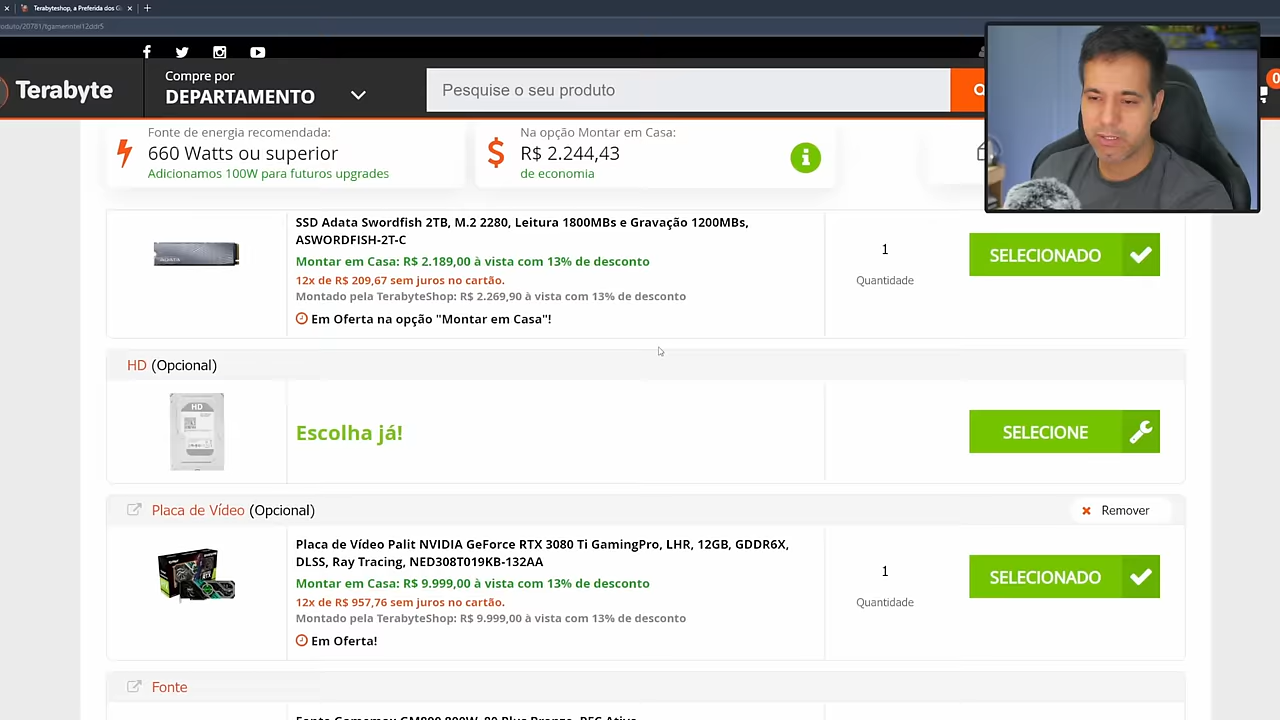 Terabyteshop, a Preferida dos G
oduto/20781/tgamenotel12ddr5
Terabyte
Compre por
DEPARTAMENTO
Pesquise o seu produto
0
Fonte de energia recomendada:
660 Watts ou superior
Adicionamos 100W para futuros upgrades
Na opção Montar em Casa:
R$ 2.244,43
de economia
SSD Adata Swordfish 2TB, M.2 2280, Leitura 1800MBs e Gravação 1200MBs,
ASWORDFISH-2T-C
Montar em Casa: R$ 2.189,00 à vista com 13% de desconto
12x de R$ 209,67 sem juros no cartão.
Montado pela TerabyteShop: R$ 2.269,90 à vista com 13% de desconto
Em Oferta na opção "Montar em Casa"!
1
Quantidade
SELECIONADO
HD (Opcional)
HD
Escolha já!
SELECIONE
Placa de Vídeo (Opcional)
Remover
Placa de Vídeo Palit NVIDIA GeForce RTX 3080 Ti GamingPro, LHR, 12GB, GDDR6X,
DLSS, Ray Tracing, NED308T019KB-132AA
Montar em Casa: R$ 9.999,00 à vista com 13% de desconto
12x de R$ 957,76 sem juros no cartão.
Montado pela TerabyteShop: R$ 9.999,00 à vista com 13% de desconto
Em Oferta!
1
Quantidade
SELECIONADO
Fonte